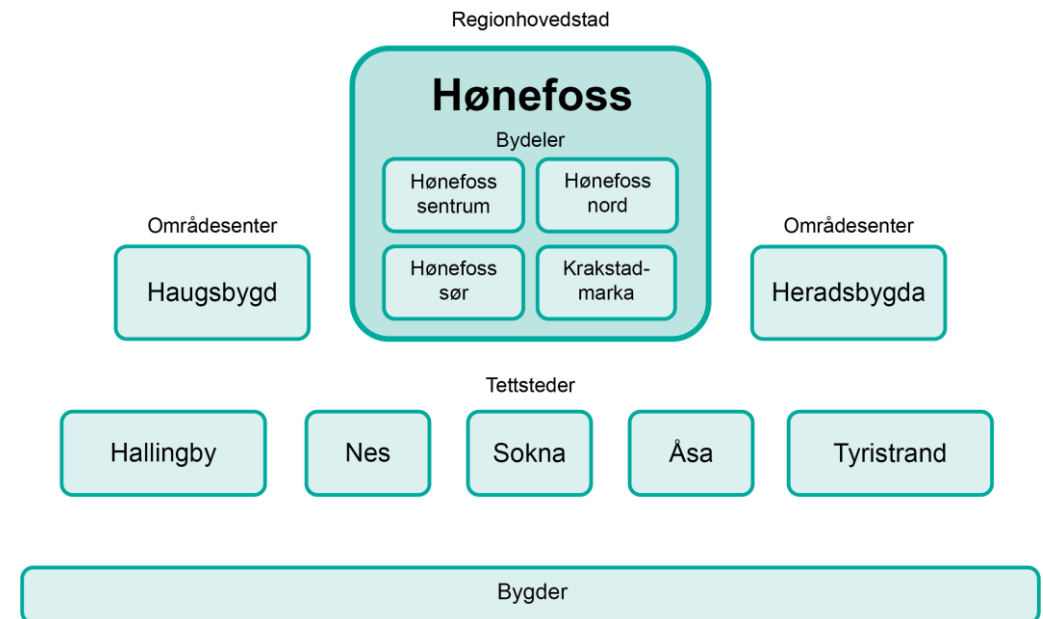 Regionhovedstad
Hønefoss
Bydeler
Hønefoss
sentrum
Hønefoss
nord
Hønefoss
sør
Krakstad-
marka
Områdesenter
Haugsbygd
Områdesenter
Heradsbygda
Tettsteder
Hallingby
Nes
Sokna
Åsa
Tyristrand
Bygder